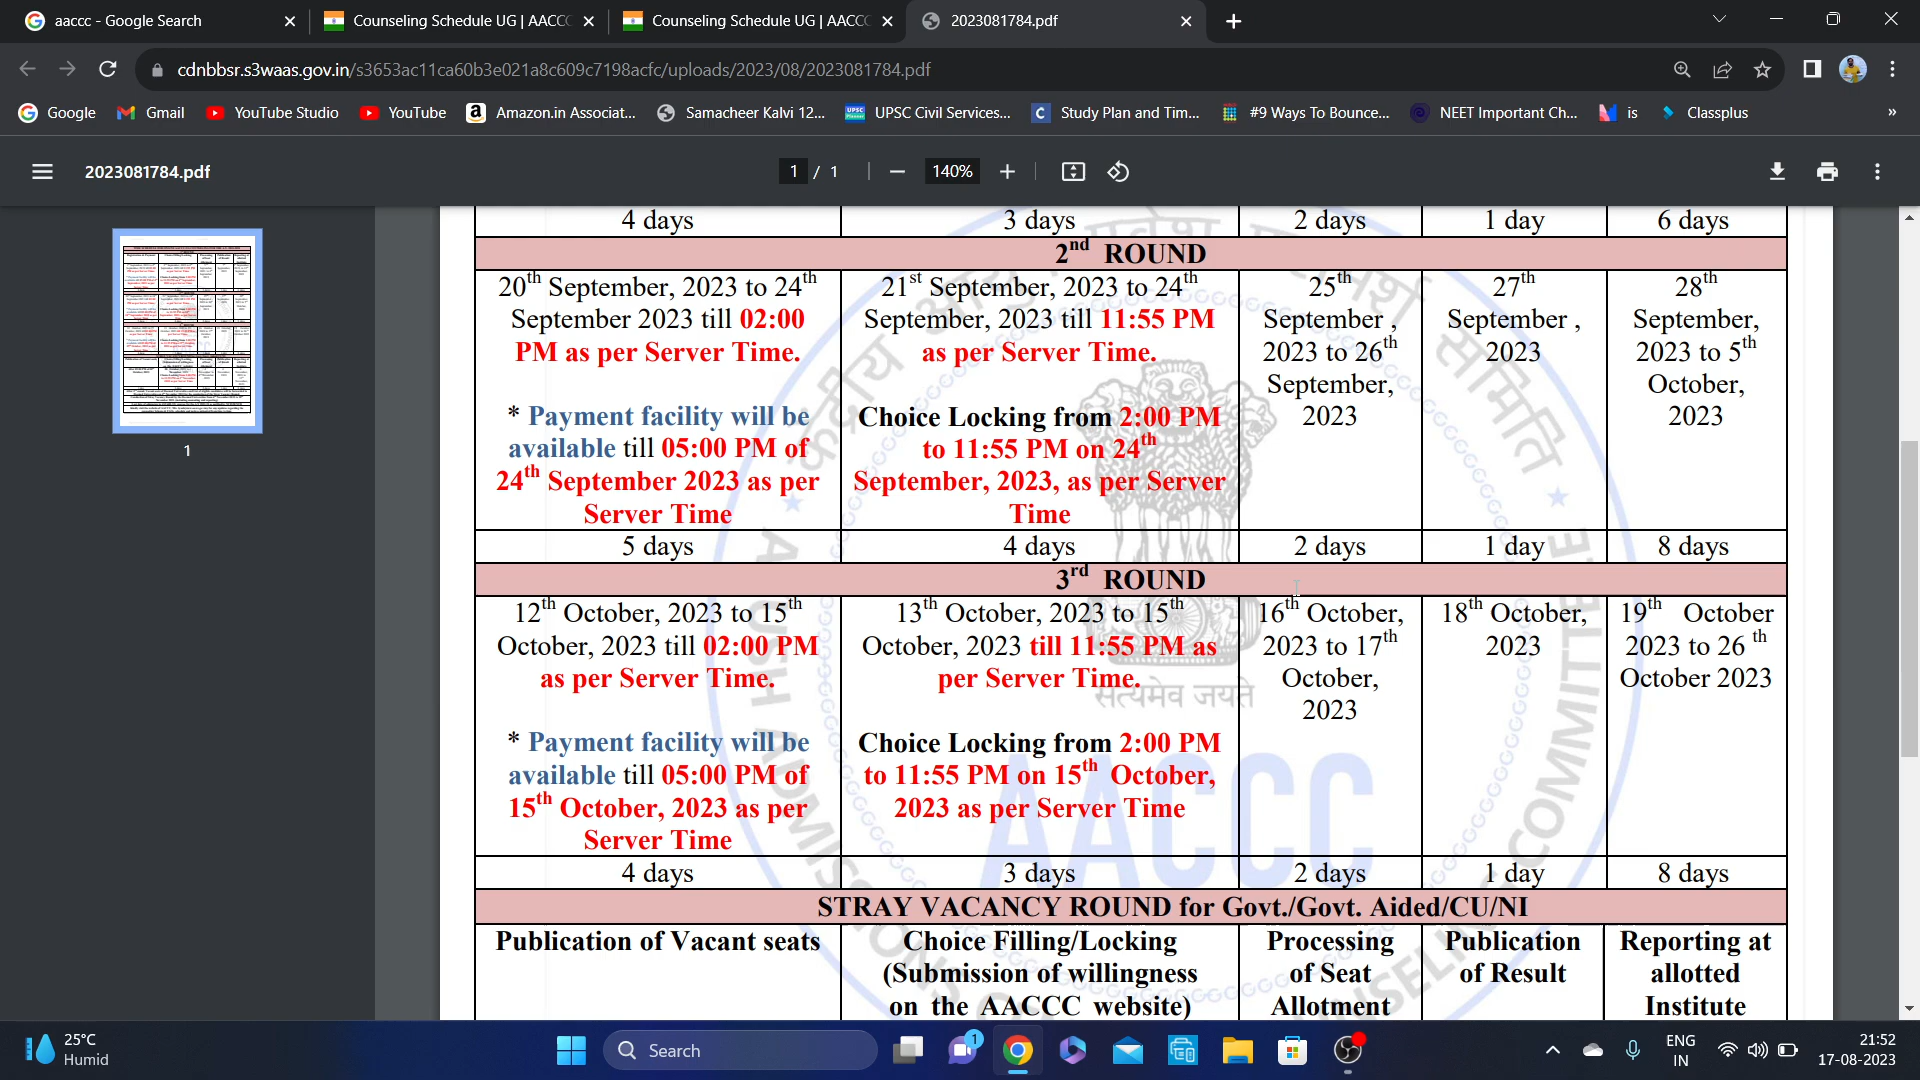 aaccc - Google Search
Counseling Schedule UG | AACCC
Counseling Schedule UG | AACCC
2023081784.pdf
cdnbbsr.s3waas.gov.in/s3653ac11ca60b3e021a8c609c7198acfc/uploads/2023/08/2023081784.pdf
Google
Gmail
YouTube Studio
YouTube
Amazon.in Associat...
Samacheer Kalvi 12...
UPSC Civil Services...
Study Plan and Tim...
#9 Ways To Bounce...
NEET Important Ch...
is
Classplus
»
2023081784.pdf
1 / 1
140%
1
4 days
3 days
2 days
1 day
6 days
2nd ROUND
20th September, 2023 to 24th
September 2023 till 02:00
PM as per Server Time.
* Payment facility will be
available till 05:00 PM of
24th September 2023 as per
Server Time
21st September, 2023 to 24th
September, 2023 till 11:55 PM
as per Server Time.
Choice Locking from 2:00 PM
to 11:55 PM on 24th
September, 2023, as per Server
Time
25th
September ,
2023 to 26th
September,
2023
27th
September ,
2023
28th
September,
2023 to 5th
October,
2023
5 days
4 days
2 days
1 day
8 days
3rd ROUND
12th October, 2023 to 15th
October, 2023 till 02:00 PM
as per Server Time.
* Payment facility will be
available till 05:00 PM of
15th October, 2023 as per
Server Time
13th October, 2023 to 15th
October, 2023 till 11:55 PM as
per Server Time.
Choice Locking from 2:00 PM
to 11:55 PM on 15th October,
2023 as per Server Time
16th October,
2023 to 17th
October,
2023
18th October,
2023
19th October
2023 to 26 th
October 2023
4 days
3 days
2 days
1 day
8 days
STRAY VACANCY ROUND for Govt./Govt. Aided/CU/NI
Publication of Vacant seats
Choice Filling/Locking
(Submission of willingness
on the AACCC website)
Processing
of Seat
Allotment
Publication
of Result
Reporting at
allotted
Institute
सत्यमेव जयते
AACCC
25°C
Humid
Search
1
ENG
IN
21:52
17-08-2023